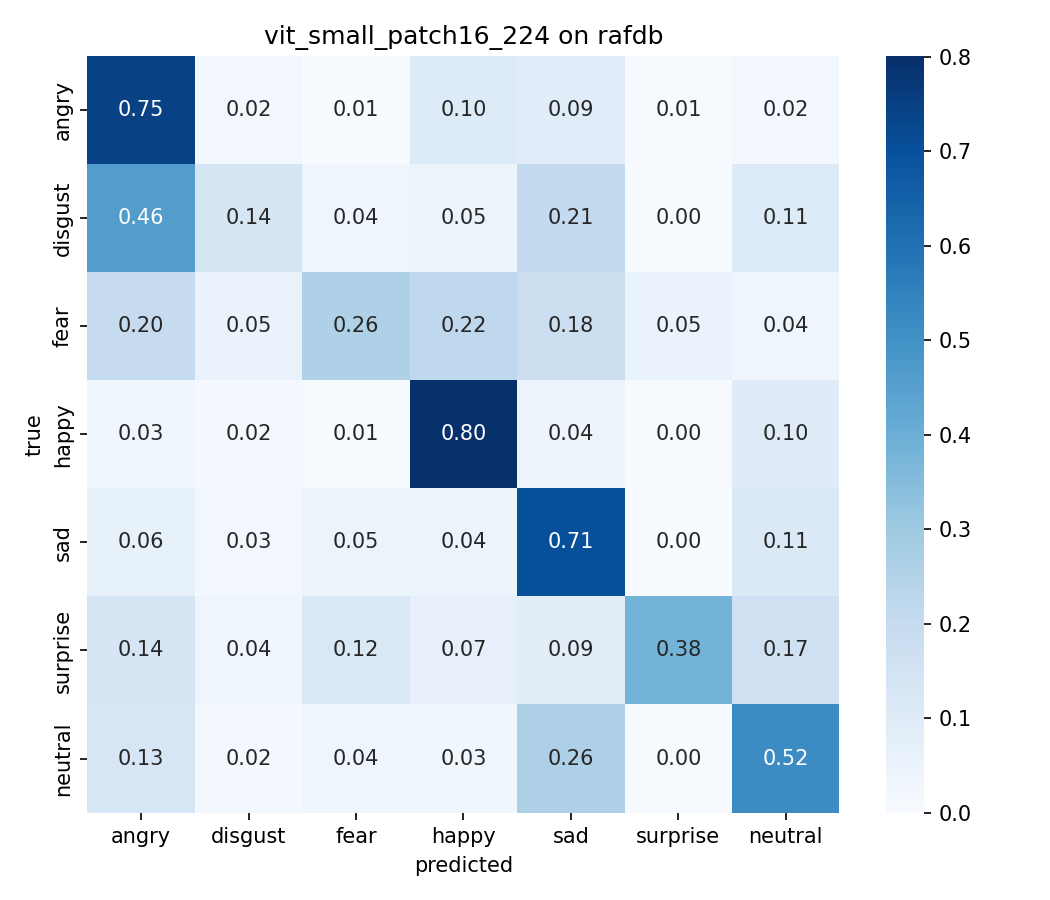 vit_small_patch16_224 on rafdb
angry 0.75 0.02 0.01 0.10 0.09 0.01 0.02
disgust 0.46 0.14 0.04 0.05 0.21 0.00 0.11
fear 0.20 0.05 0.26 0.22 0.18 0.05 0.04
happy 0.03 0.02 0.01 0.80 0.04 0.00 0.10
sad 0.06 0.03 0.05 0.04 0.71 0.00 0.11
surprise 0.14 0.04 0.12 0.07 0.09 0.38 0.17
neutral 0.13 0.02 0.04 0.03 0.26 0.00 0.52
true
angry disgust fear happy sad surprise neutral
predicted
0.8
0.7
0.6
0.5
0.4
0.3
0.2
0.1
0.0